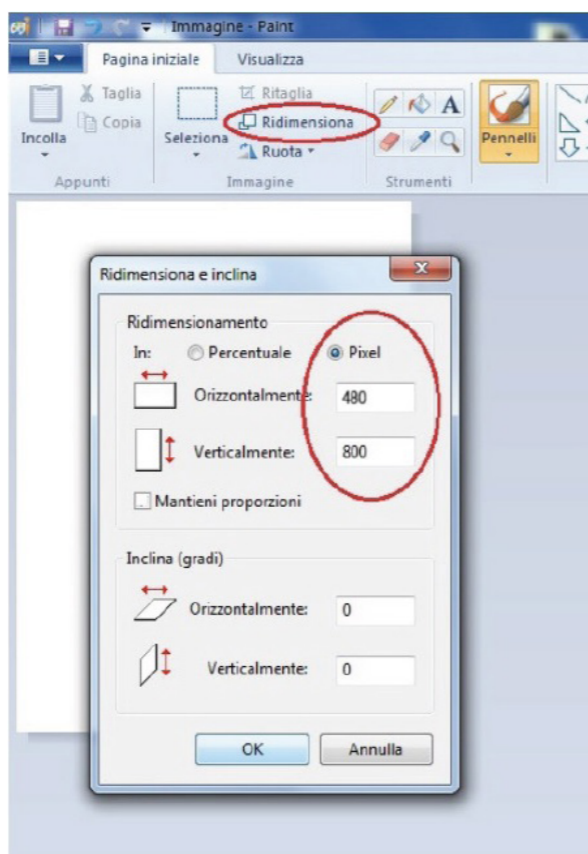 Immagine - Paint
Pagina iniziale Visualizza
Incolla
Taglia
Copia
Appunti
Seleziona
Ritaglia
Ridimensiona
Ruota
Immagine
A
Strumenti
Pennelli
Ridimensiona e inclina
x
Ridimensionamento
In: Percentuale Pixel
Orizzontalmente: 480
Verticalmente: 800
Mantieni proporzioni
Inclina (gradi)
Orizzontalmente: 0
Verticalmente: 0
OK Annulla